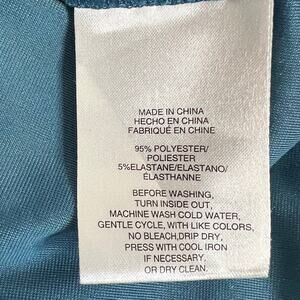 MADE IN CHINA
HECHO EN CHINA
FABRIQUÉ EN CHINE
95% POLYESTER/
POLIESTER
5%ELASTANE/ELASTANO/
ÉLASTHANNE
BEFORE WASHING,
TURN INSIDE OUT,
MACHINE WASH COLD WATER,
GENTLE CYCLE, WITH LIKE COLORS,
NO BLEACH,DRIP DRY,
PRESS WITH COOL IRON
IF NECESSARY.
OR DRY CLEAN.